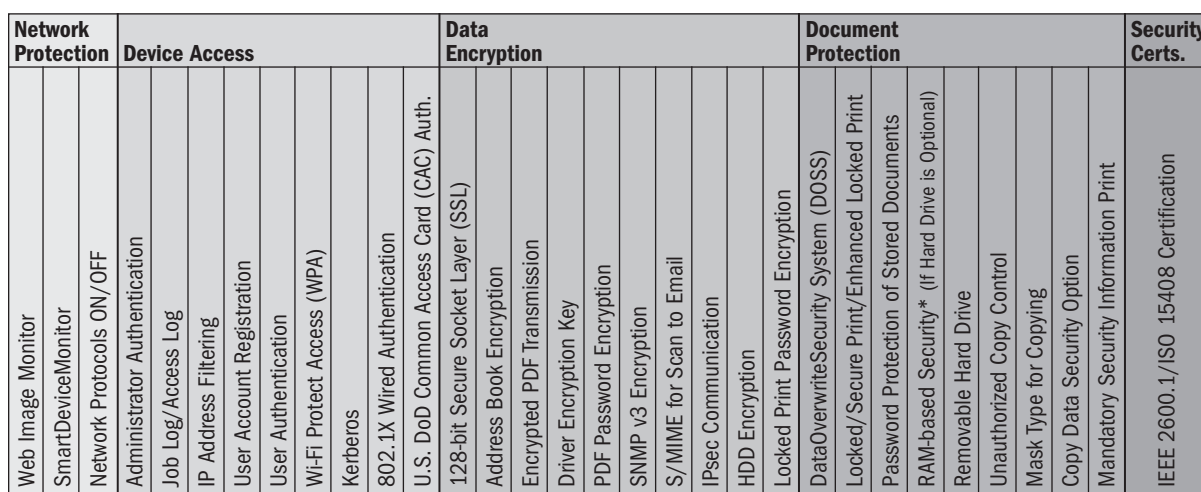 Network
Protection
Device Access
Data
Encryption
Document
Protection
Security
Certs.
Web Image Monitor
SmartDeviceMonitor
Network Protocols ON/OFF
Administrator Authentication
Job Log/Access Log
IP Address Filtering
User Account Registration
User Authentication
Wi-Fi Protect Access (WPA)
Kerberos
802.1X Wired Authentication
U.S. DoD Common Access Card (CAC) Auth.
128-bit Secure Socket Layer (SSL)
Address Book Encryption
Encrypted PDF Transmission
Driver Encryption Key
PDF Password Encryption
SNMP v3 Encryption
S/MIME for Scan to Email
IPsec Communication
HDD Encryption
Locked Print Password Encryption
DataOverwriteSecurity System (DOSS)
Locked/Secure Print/Enhanced Locked Print
Password Protection of Stored Documents
RAM-based Security* (If Hard Drive is Optional)
Removable Hard Drive
Unauthorized Copy Control
Mask Type for Copying
Copy Data Security Option
Mandatory Security Information Print
IEEE 2600.1/ISO 15408 Certification